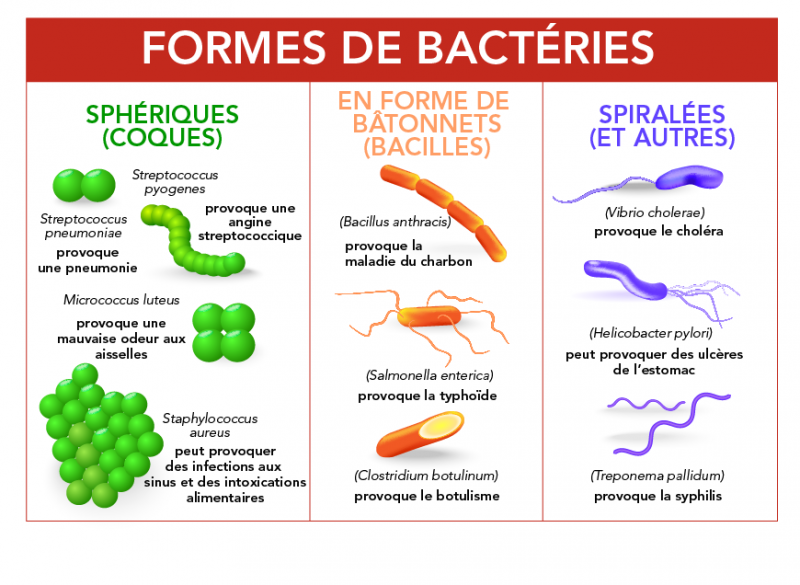 FORMES DE BACTÉRIES
SPHÉRIQUES
(COQUES)
Streptococcus
pneumoniae
provoque
une pneumonie
Streptococcus
pyogenes
provoque une
angine
streptococcique
Micrococcus luteus
provoque une
mauvaise odeur aux
aisselles
Staphylococcus
aureus
peut provoquer
des infections aux
sinus et des intoxications
alimentaires
EN FORME DE
BÂTONNETS
(BACILLES)
(Bacillus anthracis)
provoque la
maladie du charbon
(Salmonella enterica)
provoque la typhoïde
(Clostridium botulinum)
provoque le botulisme
SPIRALÉES
(ET AUTRES)
(Vibrio cholerae)
provoque le choléra
(Helicobacter pylori)
peut provoquer des ulcères
de l’estomac
(Treponema pallidum)
provoque la syphilis